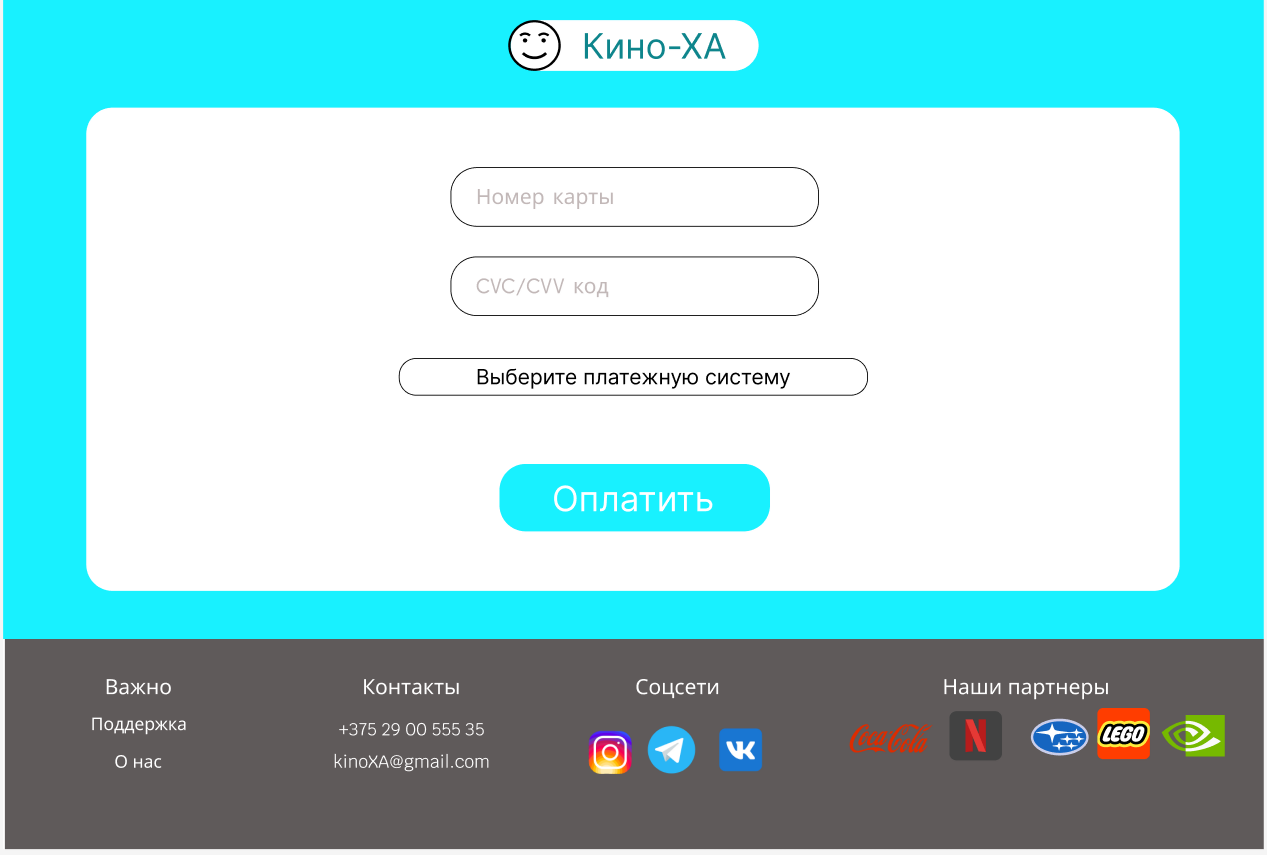 Кино-ХА
Номер карты
CVC/CVV код
Выберите платежную систему
Оплатить
Важно
Контакты
Соцсети
Наши партнеры
Поддержка
+375 29 00 555 35
О нас
kinoXA@gmail.com
Coca-Cola
N
LEGO